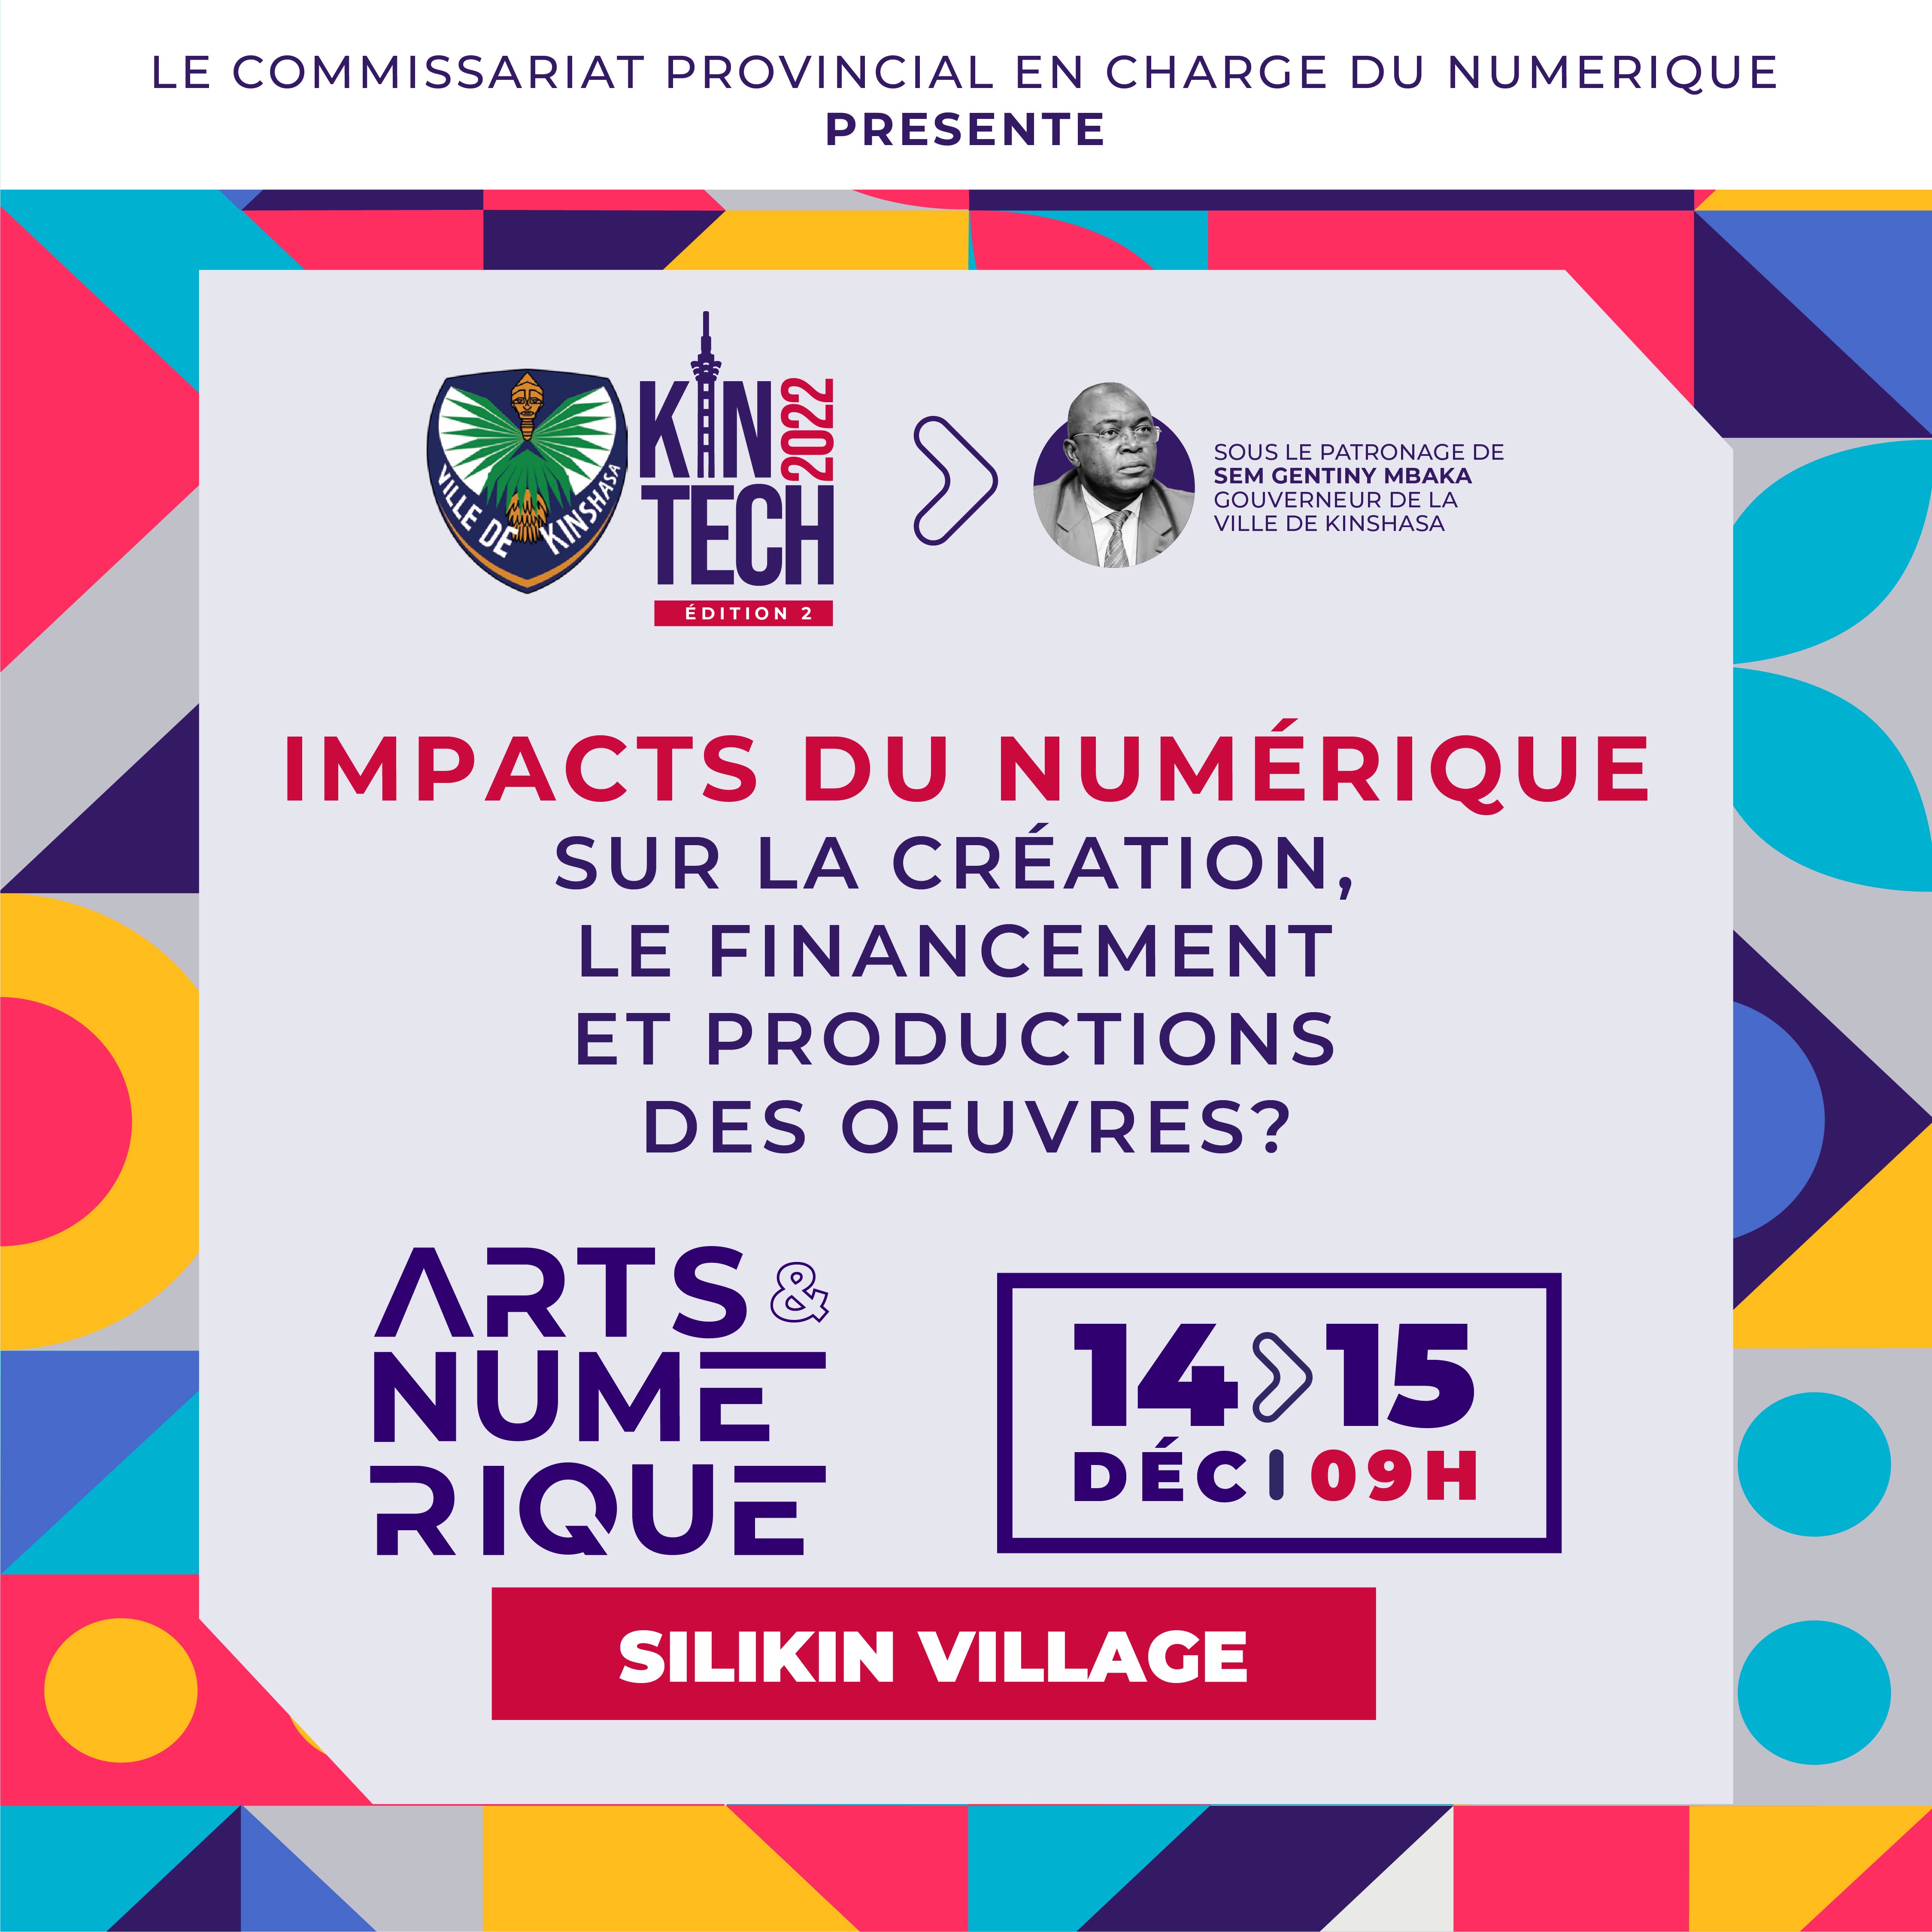 LE COMMISSARIAT PROVINCIAL EN CHARGE DU NUMERIQUE
PRESENTE
VILLE DE KINSHASA
KIN
2022
TECH
ÉDITION 2
SOUS LE PATRONAGE DE
SEM GENTINY MBAKA
GOUVERNEUR DE LA
VILLE DE KINSHASA
IMPACTS DU NUMÉRIQUE
SUR LA CRÉATION,
LE FINANCEMENT
ET PRODUCTIONS
DES OEUVRES?
ARTS &
NUME
RIQUE
14>15
DÉC | 09H
SILIKIN VILLAGE